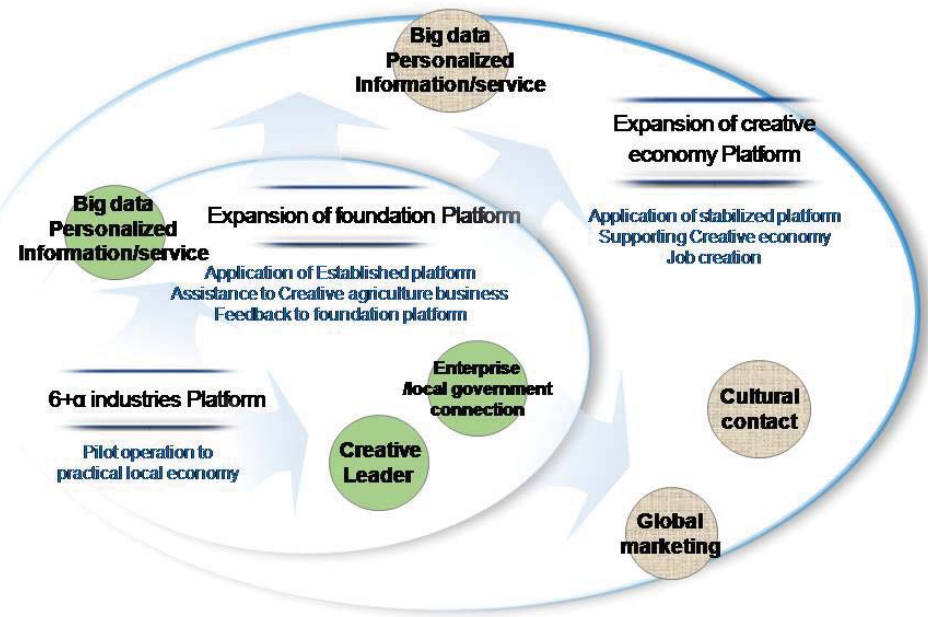 Big data
Personalized
Information/service
Expansion of creative
economy Platform
Application of stabilized platform
Supporting Creative economy
Job creation
Big data
Personalized
Information/service
Expansion of foundation Platform
Application of Established platform
Assistance to Creative agriculture business
Feedback to foundation platform
6+α industries Platform
Pilot operation to
practical local economy
Enterprise
/local government
connection
Creative
Leader
Cultural
contact
Global
marketing